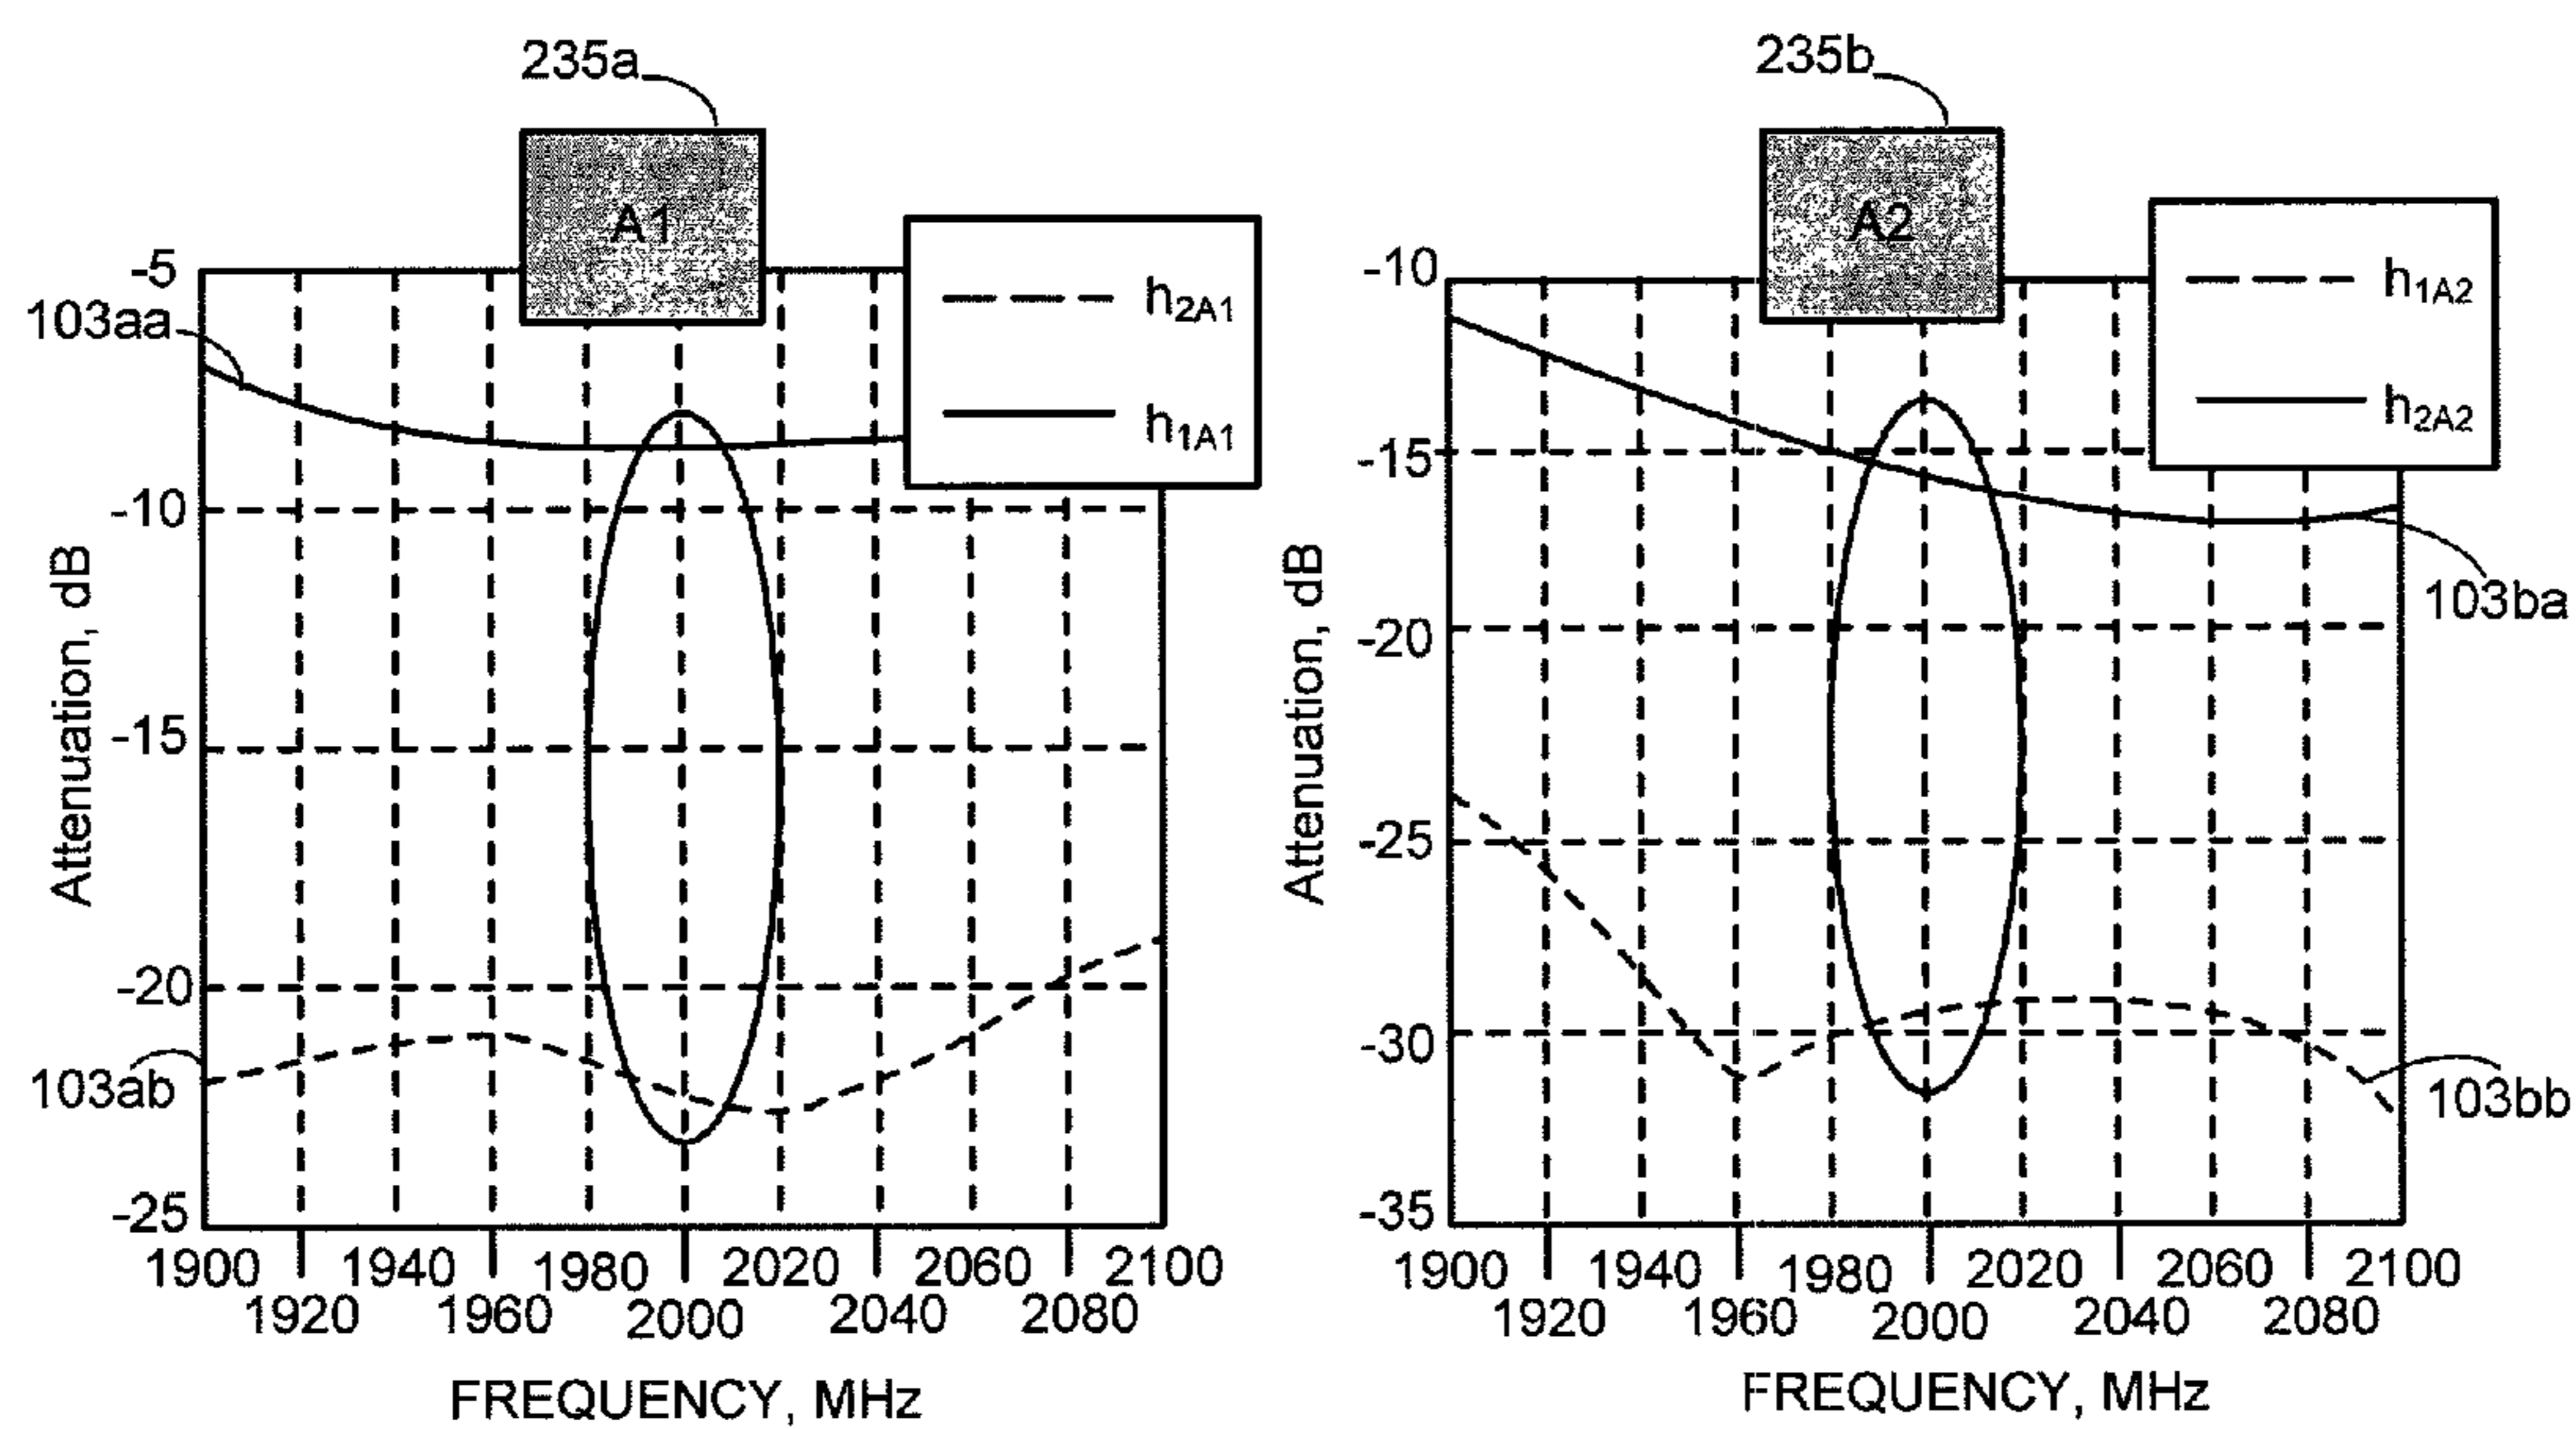 235a
A1
h2A1
h1A1
103aa
-5
-10
-15
-20
-25
Attenuation, dB
103ab
1900 1940 1980 2020 2060 2100
1920 1960 2000 2040 2080
FREQUENCY, MHz
235b
A2
h1A2
h2A2
-10
-15
-20
-25
-30
-35
Attenuation, dB
103ba
103bb
1900 1940 1980 2020 2060 2100
1920 1960 2000 2040 2080
FREQUENCY, MHz